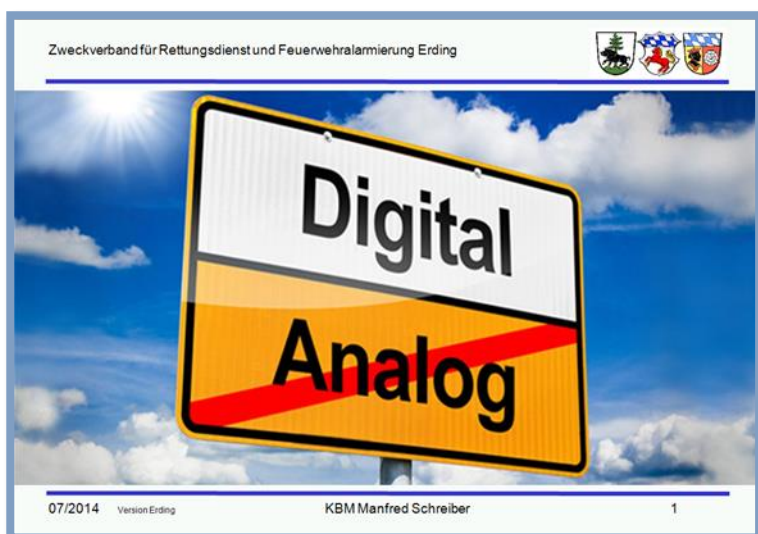 Zweckverband für Rettungsdienst und Feuerwehralarmierung Erding
Digital
Analog
07/2014 Version Erding KBM Manfred Schreiber 1